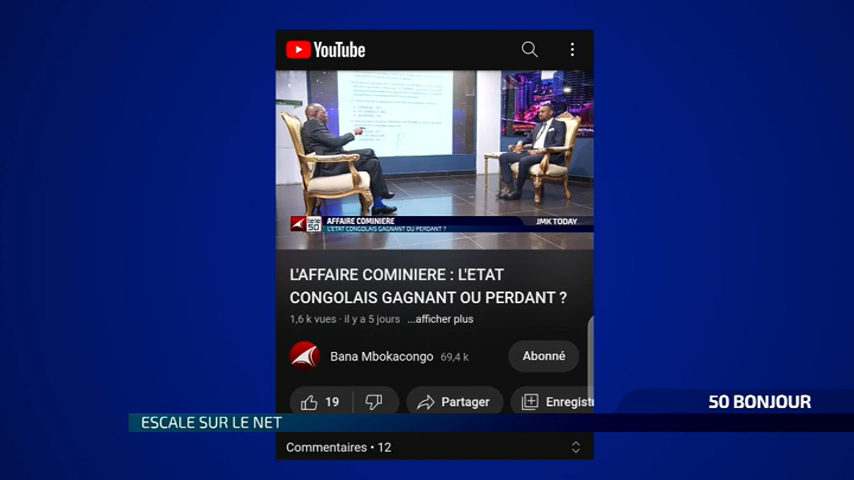 YouTube
50
AFFAIRE COMINIERE
L'ETAT CONGOLAIS GAGNANT OU PERDANT ?
JMK TODAY
L'AFFAIRE COMINIERE : L'ETAT
CONGOLAIS GAGNANT OU PERDANT ?
1,6 k vues · il y a 5 jours ...afficher plus
Bana Mbokacongo 69,4 k
Abonné
19
Partager
Enregistr
50 BONJOUR
ESCALE SUR LE NET
Commentaires • 12